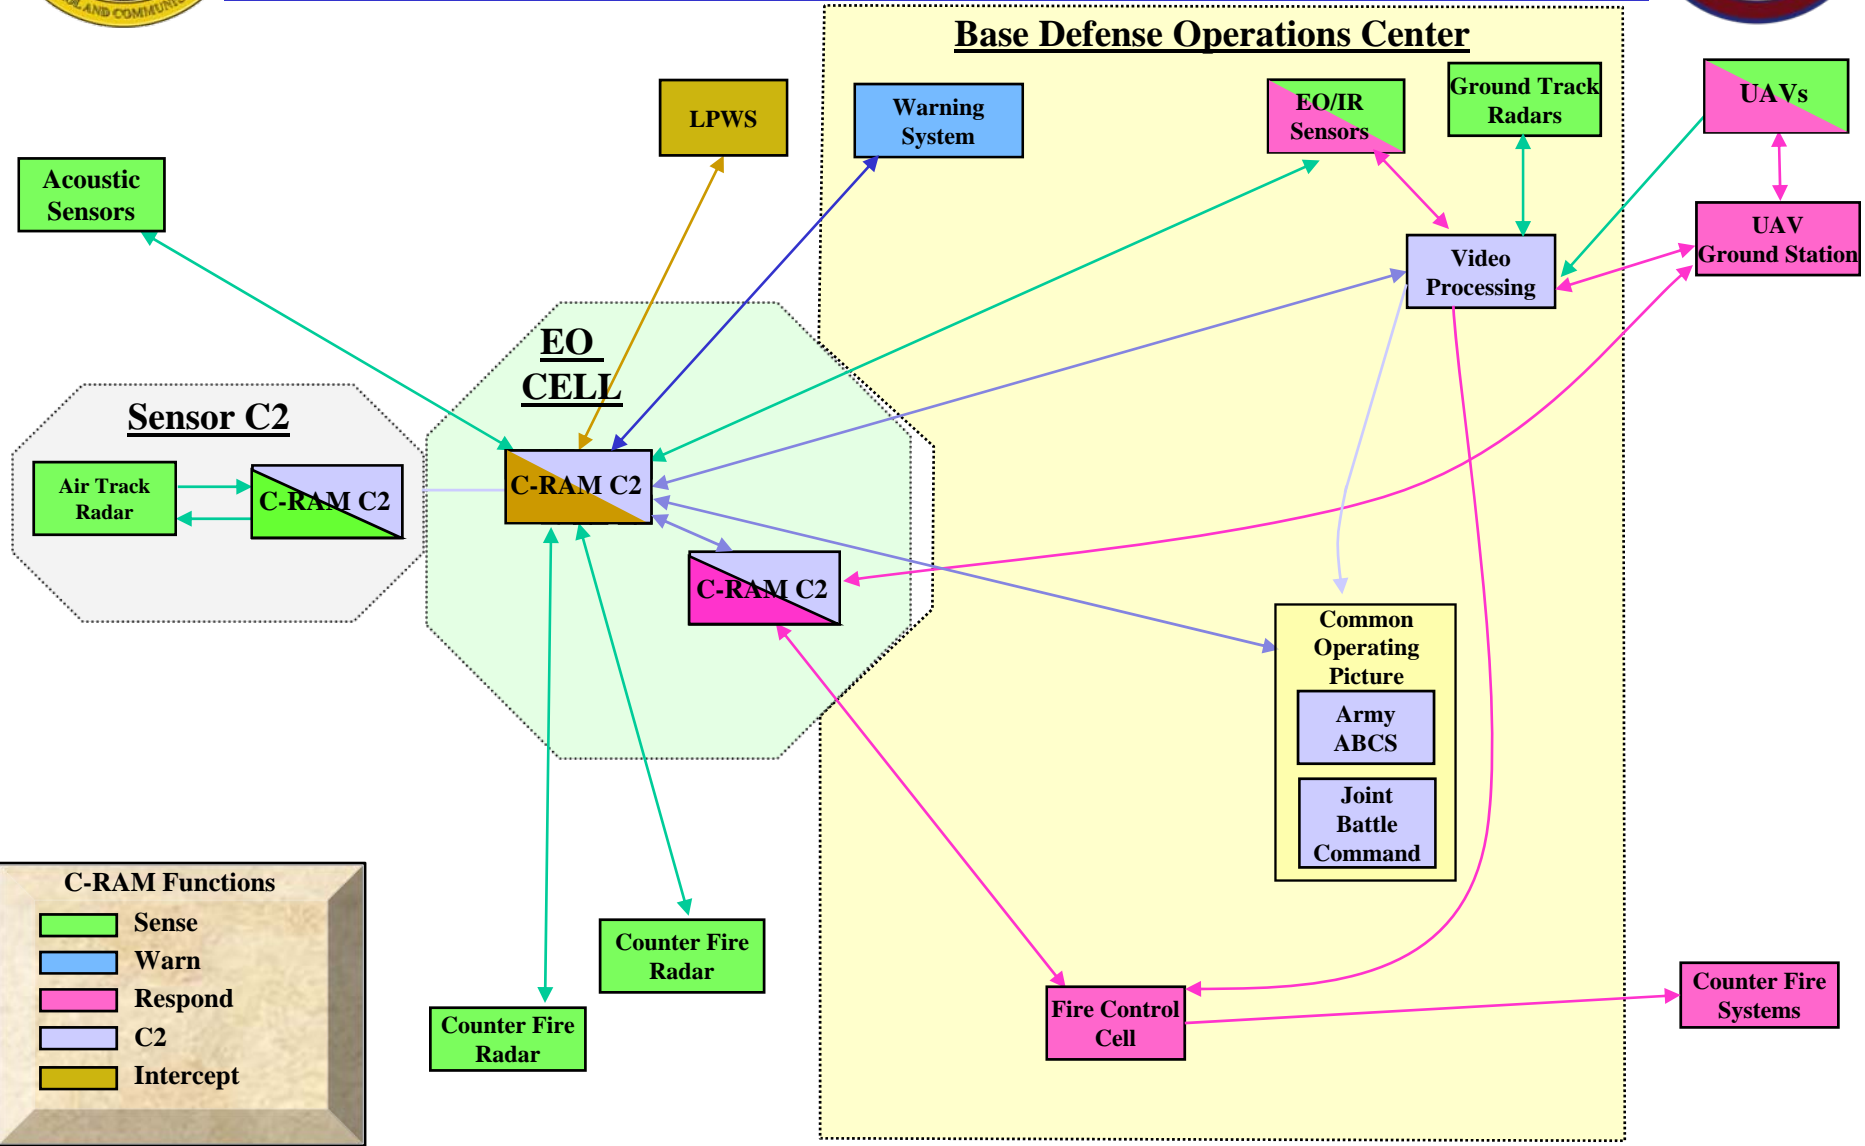 OL AND COMMUNIC
Base Defense Operations Center
LPWS
Warning
System
EO/IR
Sensors
Ground Track
Radars
UAVs
Acoustic
Sensors
UAV
Ground Station
Video
Processing
EO
CELL
Sensor C2
Air Track
Radar
C-RAM C2
C-RAM C2
C-RAM C2
Common
Operating
Picture
Army
ABCS
Joint
Battle
Command
C-RAM Functions
Sense
Warn
Respond
C2
Intercept
Counter Fire
Radar
Counter Fire
Radar
Fire Control
Cell
Counter Fire
Systems